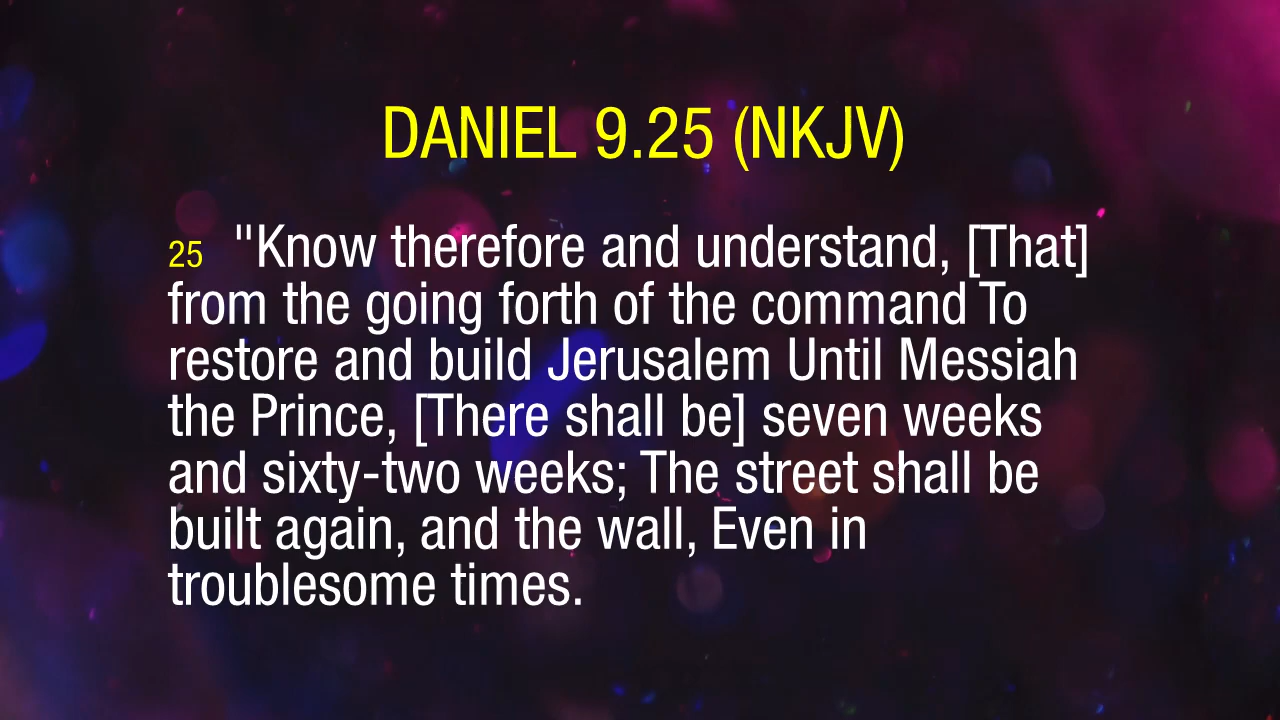 DANIEL 9.25 (NKJV)
25 "Know therefore and understand, [That]
from the going forth of the command To
restore and build Jerusalem Until Messiah
the Prince, [There shall be] seven weeks
and sixty-two weeks; The street shall be
built again, and the wall, Even in
troublesome times.